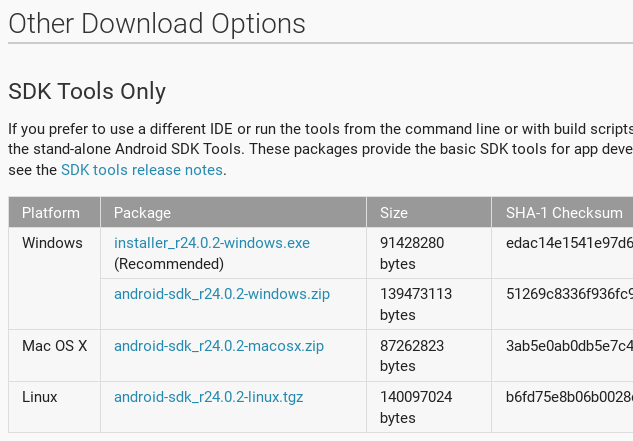 Other Download Options
SDK Tools Only
If you prefer to use a different IDE or run the tools from the command line or with build scripts
the stand-alone Android SDK Tools. These packages provide the basic SDK tools for app deve
see the SDK tools release notes.
Platform Package Size SHA-1 Checksum
Windows installer_r24.0.2-windows.exe 91428280 edac14e1541e97d6
(Recommended) bytes
android-sdk_r24.0.2-windows.zip 139473113 51269c8336f936fc9
bytes
Mac OS X android-sdk_r24.0.2-macosx.zip 87262823 3ab5e0ab0db5e7c4
bytes
Linux android-sdk_r24.0.2-linux.tgz 140097024 b6fd75e8b06b0028
bytes